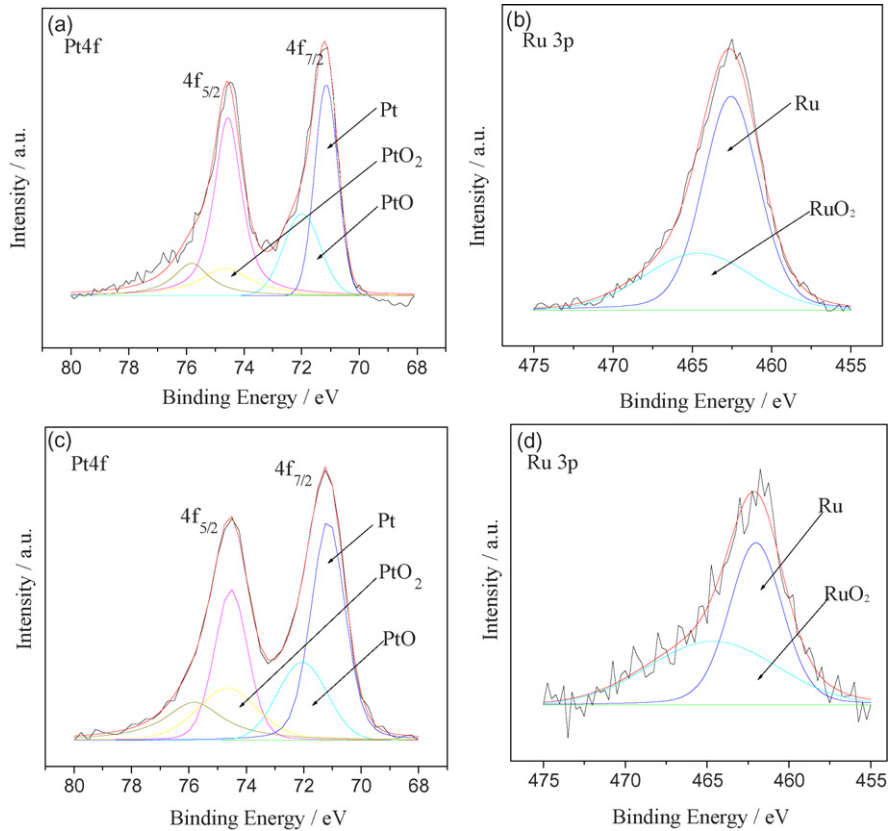 (a)
Pt4f
4f5/2
4f7/2
Pt
PtO2
PtO
Intensity / a.u.
80 78 76 74 72 70 68
Binding Energy / eV
(b)
Ru 3p
Ru
RuO2
Intensity / a.u.
475 470 465 460 455
Binding Energy / eV
(c)
Pt4f
4f5/2
4f7/2
Pt
PtO2
PtO
Intensity / a.u.
80 78 76 74 72 70 68
Binding Energy / eV
(d)
Ru 3p
Ru
RuO2
Intensity / a.u.
475 470 465 460 455
Binding Energy / eV